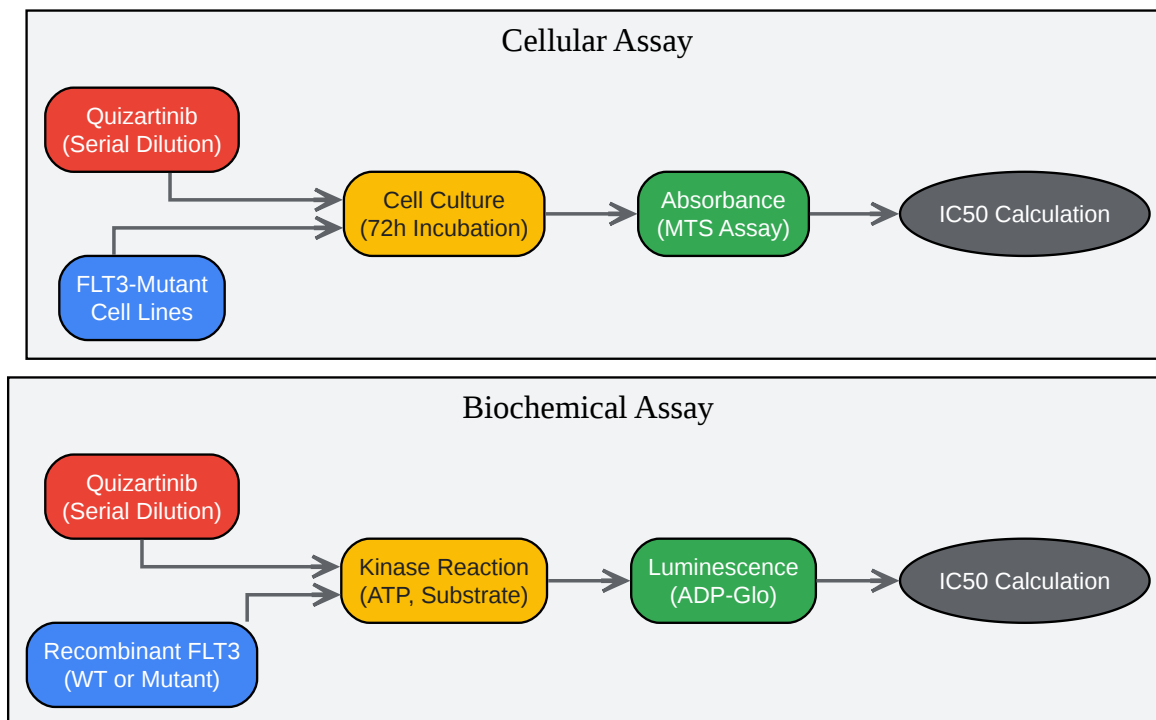 Cellular Assay
Quizartinib
(Serial Dilution)
FLT3-Mutant
Cell Lines
Cell Culture
(72h Incubation)
Absorbance
(MTS Assay)
IC50 Calculation
Biochemical Assay
Quizartinib
(Serial Dilution)
Recombinant FLT3
(WT or Mutant)
Kinase Reaction
(ATP, Substrate)
Luminescence
(ADP-Glo)
IC50 Calculation